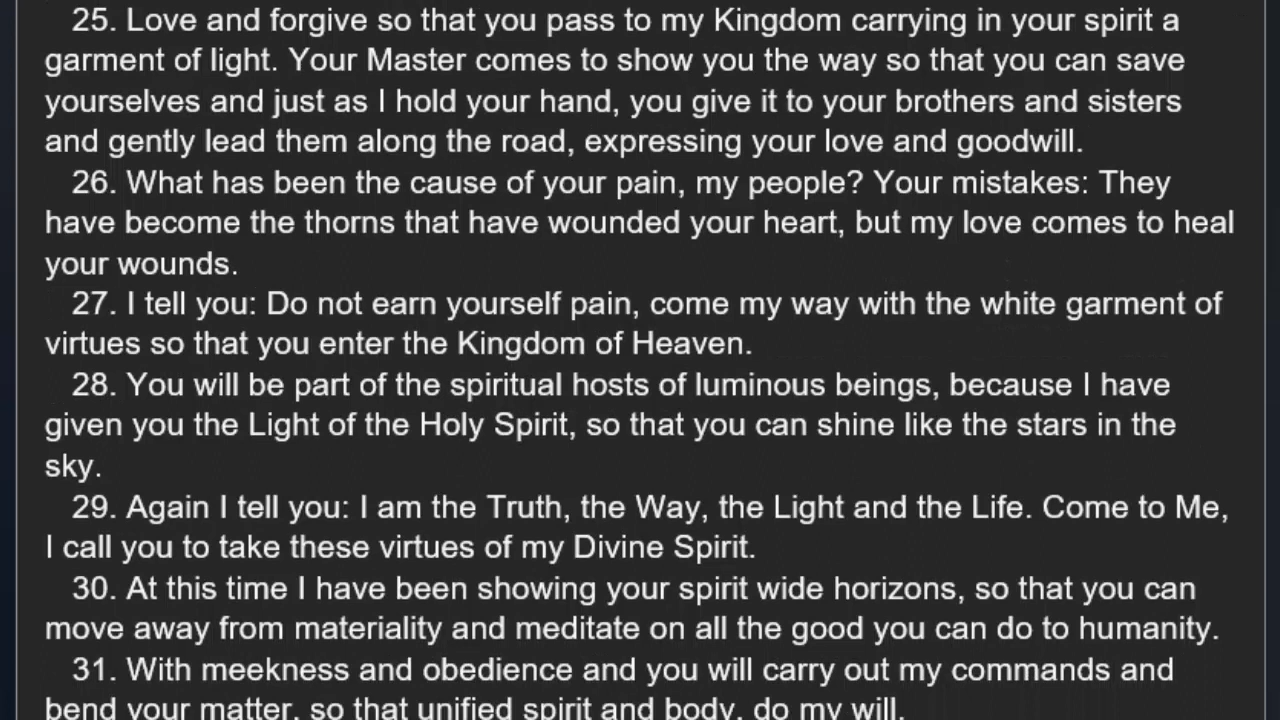 25. Love and forgive so that you pass to my Kingdom carrying in your spirit a
garment of light. Your Master comes to show you the way so that you can save
yourselves and just as I hold your hand, you give it to your brothers and sisters
and gently lead them along the road, expressing your love and goodwill.
26. What has been the cause of your pain, my people? Your mistakes: They
have become the thorns that have wounded your heart, but my love comes to heal
your wounds.
27. I tell you: Do not earn yourself pain, come my way with the white garment of
virtues so that you enter the Kingdom of Heaven.
28. You will be part of the spiritual hosts of luminous beings, because I have
given you the Light of the Holy Spirit, so that you can shine like the stars in the
sky.
29. Again I tell you: I am the Truth, the Way, the Light and the Life. Come to Me,
I call you to take these virtues of my Divine Spirit.
30. At this time I have been showing your spirit wide horizons, so that you can
move away from materiality and meditate on all the good you can do to humanity.
31. With meekness and obedience and you will carry out my commands and
bend your matter, so that unified spirit and body, do my will.